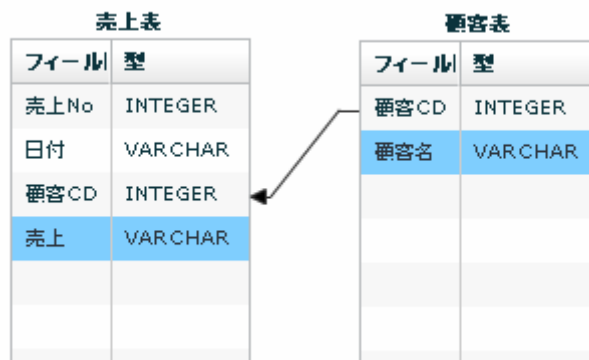 売上表
フィール 型
売上No INTEGER
日付 VARCHAR
顧客CD INTEGER
売上 VARCHAR
顧客表
フィール 型
顧客CD INTEGER
顧客名 VARCHAR